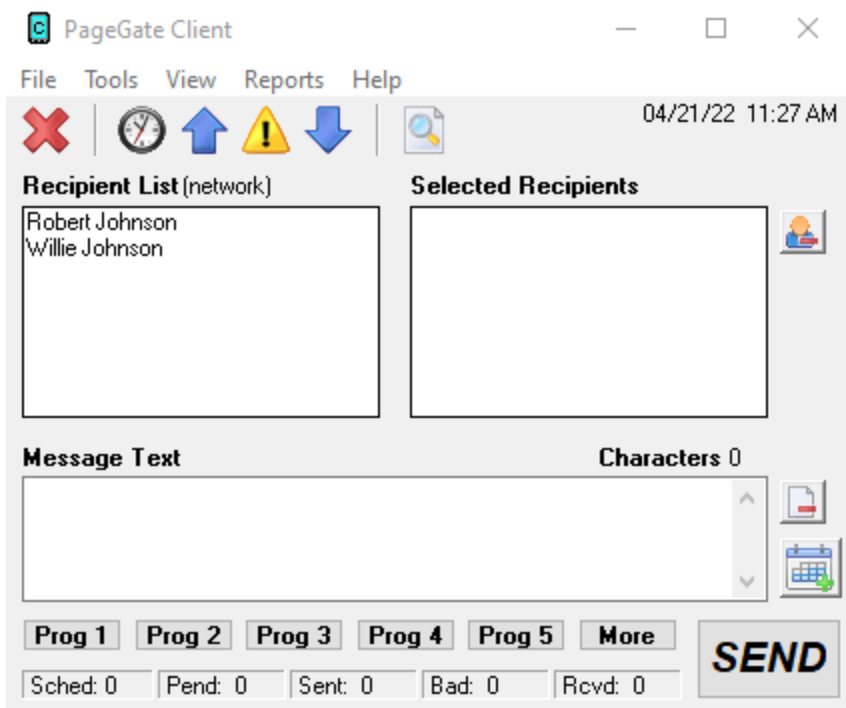 C PageGate Client
File Tools View Reports Help
04/21/22 11:27 AM
Recipient List (network)
Robert Johnson
Willie Johnson
Selected Recipients
Message Text
Characters 0
Prog 1 Prog 2 Prog 3 Prog 4 Prog 5 More
SEND
Sched: 0 Pend: 0 Sent: 0 Bad: 0 Rcvd: 0